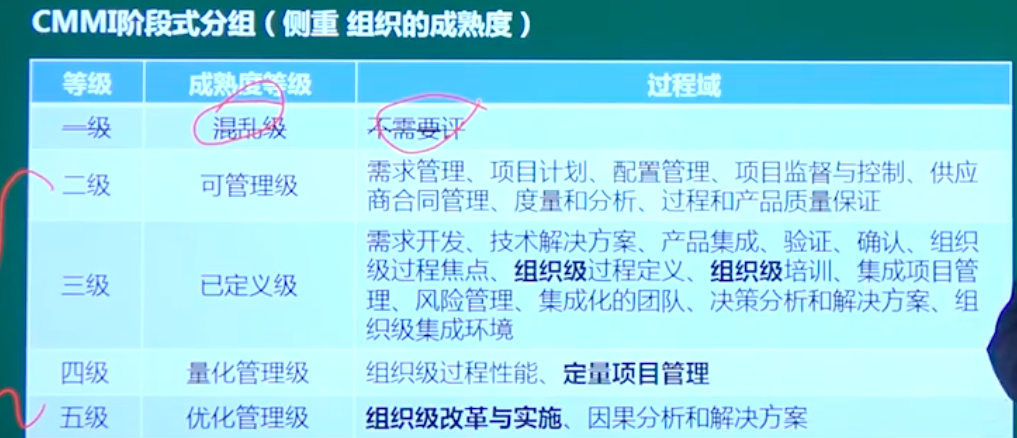 CMMI阶段式分组（侧重 组织的成熟度）
等级 成熟度等级 过程域
一级 混乱级 不需要评
二级 可管理级 需求管理、项目计划、配置管理、项目监督与控制、供应
商合同管理、度量和分析、过程和产品质量保证
三级 已定义级 需求开发、技术解决方案、产品集成、验证、确认、组织
级过程焦点、组织级过程定义、组织级培训、集成项目管
理、风险管理、集成化的团队、决策分析和解决方案、组
织级集成环境
四级 量化管理级 组织级过程性能、定量项目管理
五级 优化管理级 组织级改革与实施、因果分析和解决方案